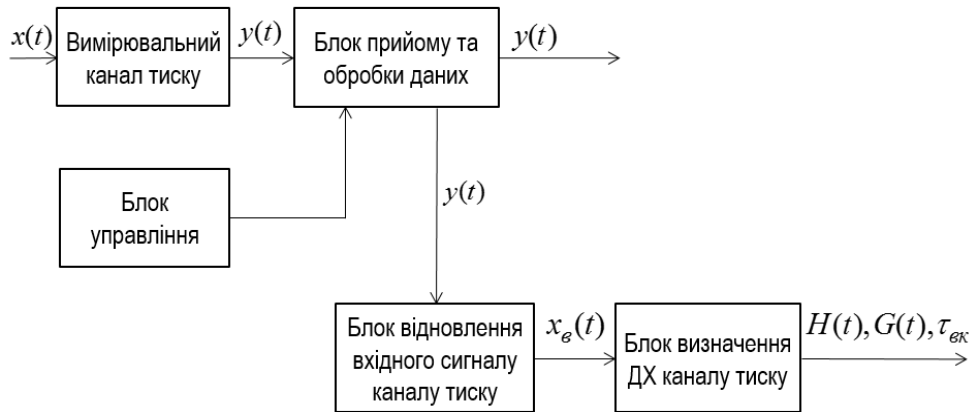 x(t)
Вимірювальний
канал тиску
y(t)
Блок прийому та
обробки даних
y(t)
Блок
управління
y(t)
Блок відновлення
вхідного сигналу
каналу тиску
xв(t)
Блок визначення
ДХ каналу тиску
H(t), G(t), τвк